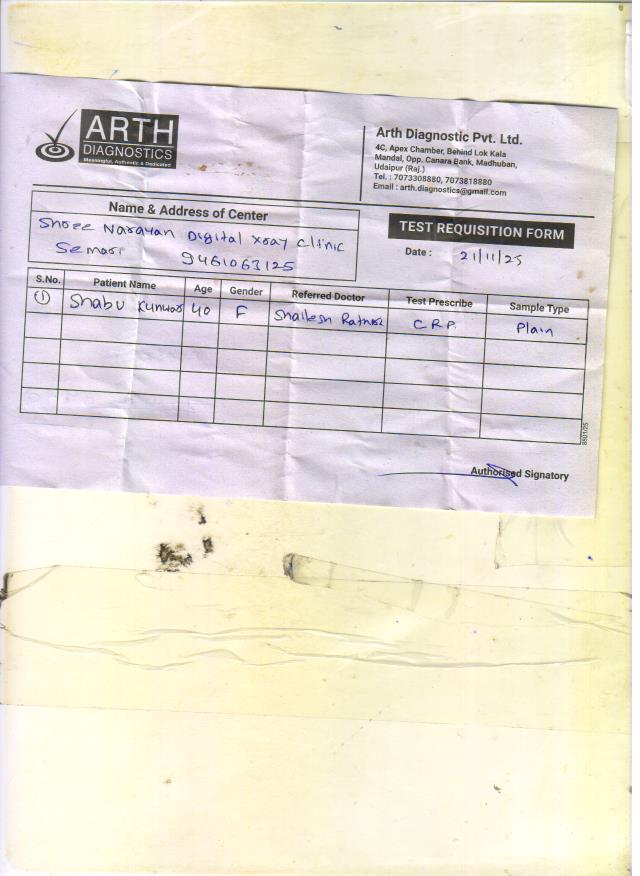 ARTH
DIAGNOSTICS
Meaningful, Authentic & Dedicated
Arth Diagnostic Pvt. Ltd.
4C, Apex Chamber, Behind Lok Kala
Mandal, Opp. Canara Bank, Madhuban,
Udaipur (Raj.)
Tel. : 7073308880, 7073818880
Email : arth.diagnostics@gmail.com
Name & Address of Center
Shree Narayan Digital Xray Clinic
Semari 9461063125
TEST REQUISITION FORM
Date : 21/11/25
S.No. Patient Name Age Gender Referred Doctor Test Prescribe Sample Type
(1) Shabu Kunwar 40 F Shailesh C.R.P. Plain
Authorised Signatory